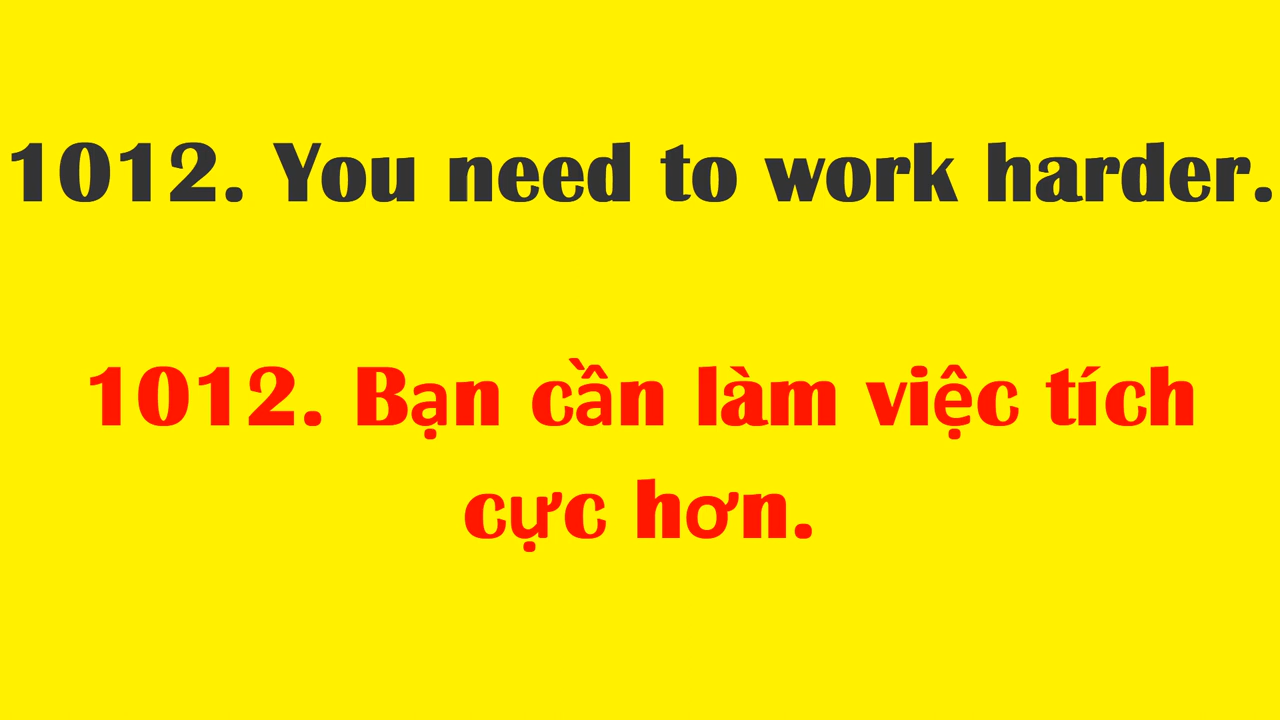 1012. You need to work harder.
1012. Bạn cần làm việc tích
cực hơn.